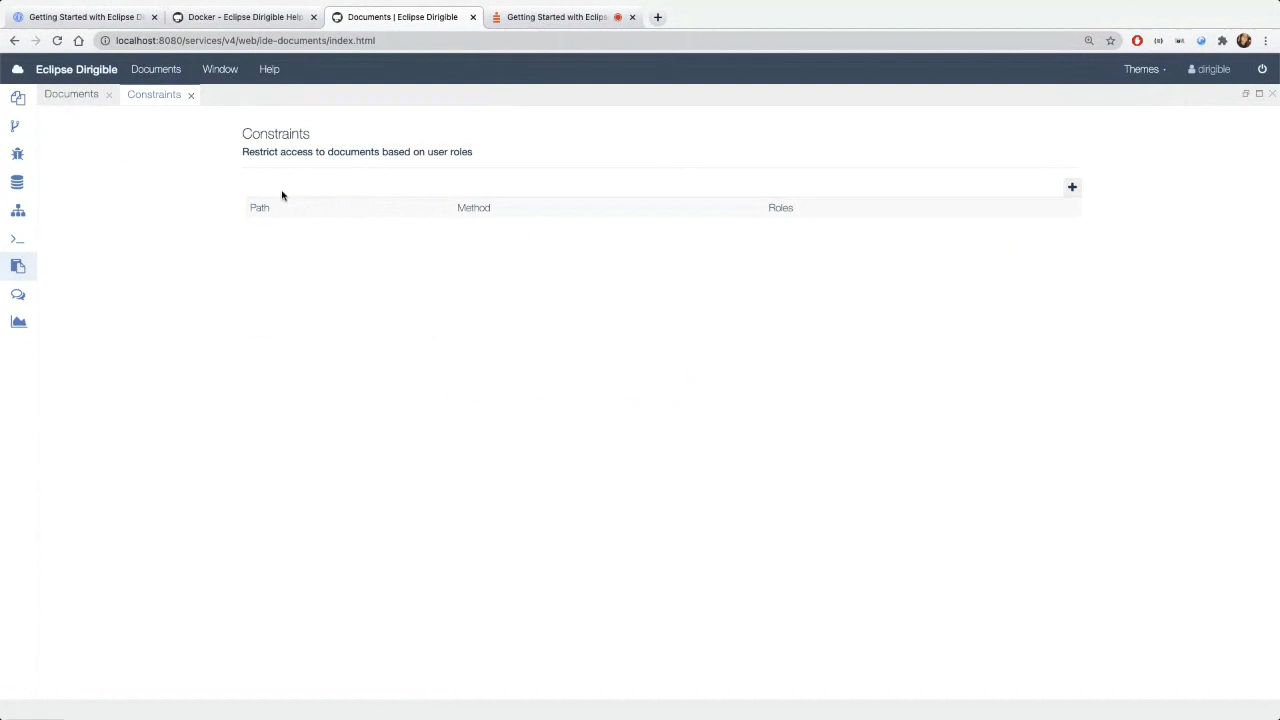 Getting Started with Eclipse D
Docker - Eclipse Dirigible Help
Documents | Eclipse Dirigible
Getting Started with Eclips
localhost:8080/services/v4/web/ide-documents/index.html
Eclipse Dirigible Documents Window Help Themes dirigible
Documents Constraints
Constraints
Restrict access to documents based on user roles
Path Method Roles